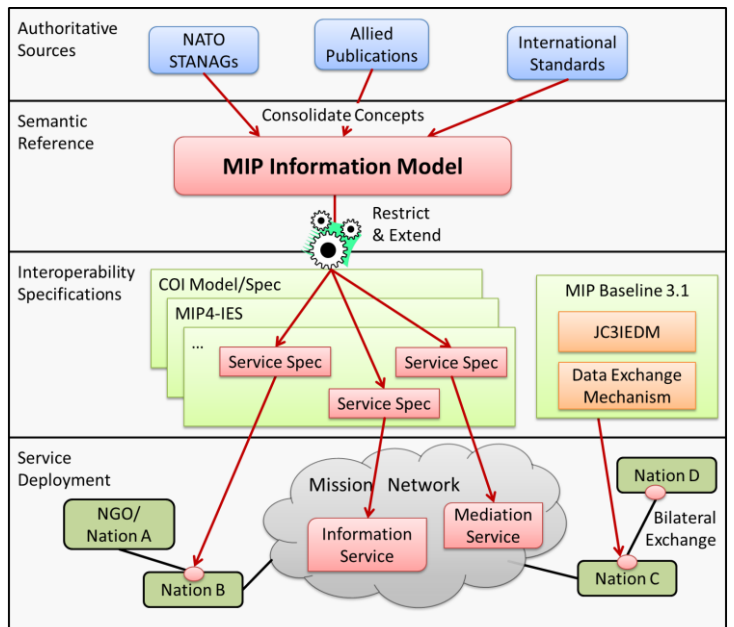 Authoritative
Sources
NATO
STANAGs
Allied
Publications
International
Standards
Semantic
Reference
Consolidate Concepts
MIP Information Model
Restrict
& Extend
Interoperability
Specifications
COI Model/Spec
MIP4-IES
...
Service Spec
Service Spec
Service Spec
MIP Baseline 3.1
JC3IEDM
Data Exchange
Mechanism
Service
Deployment
Mission Network
NGO/
Nation A
Nation B
Information
Service
Mediation
Service
Nation D
Bilateral
Exchange
Nation C